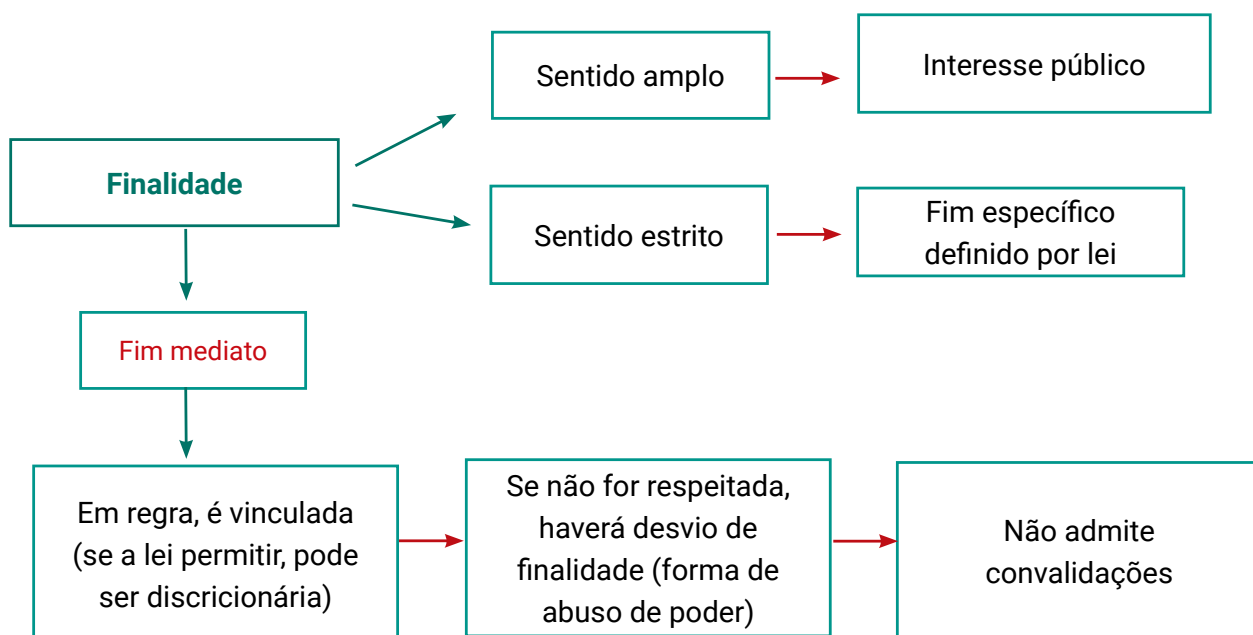 Sentido amplo
Interesse público
Finalidade
Sentido estrito
Fim específico
definido por lei
Fim mediato
Em regra, é vinculada
(se a lei permitir, pode
ser discricionária)
Se não for respeitada,
haverá desvio de
finalidade (forma de
abuso de poder)
Não admite
convalidações